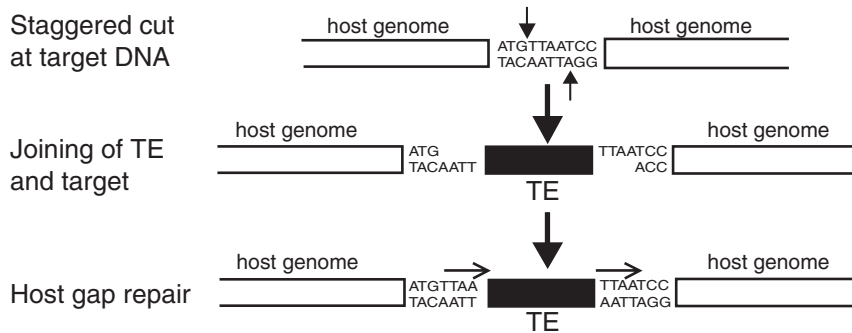 Staggered cut
at target DNA
host genome
ATGTTAATCC
TACAATTAGG
host genome
Joining of TE
and target
host genome
ATG
TACAATT
TE
TTAATCC
ACC
host genome
Host gap repair
host genome
ATGTTAA
TACAATT
TE
TTAATCC
AATTAGG
host genome